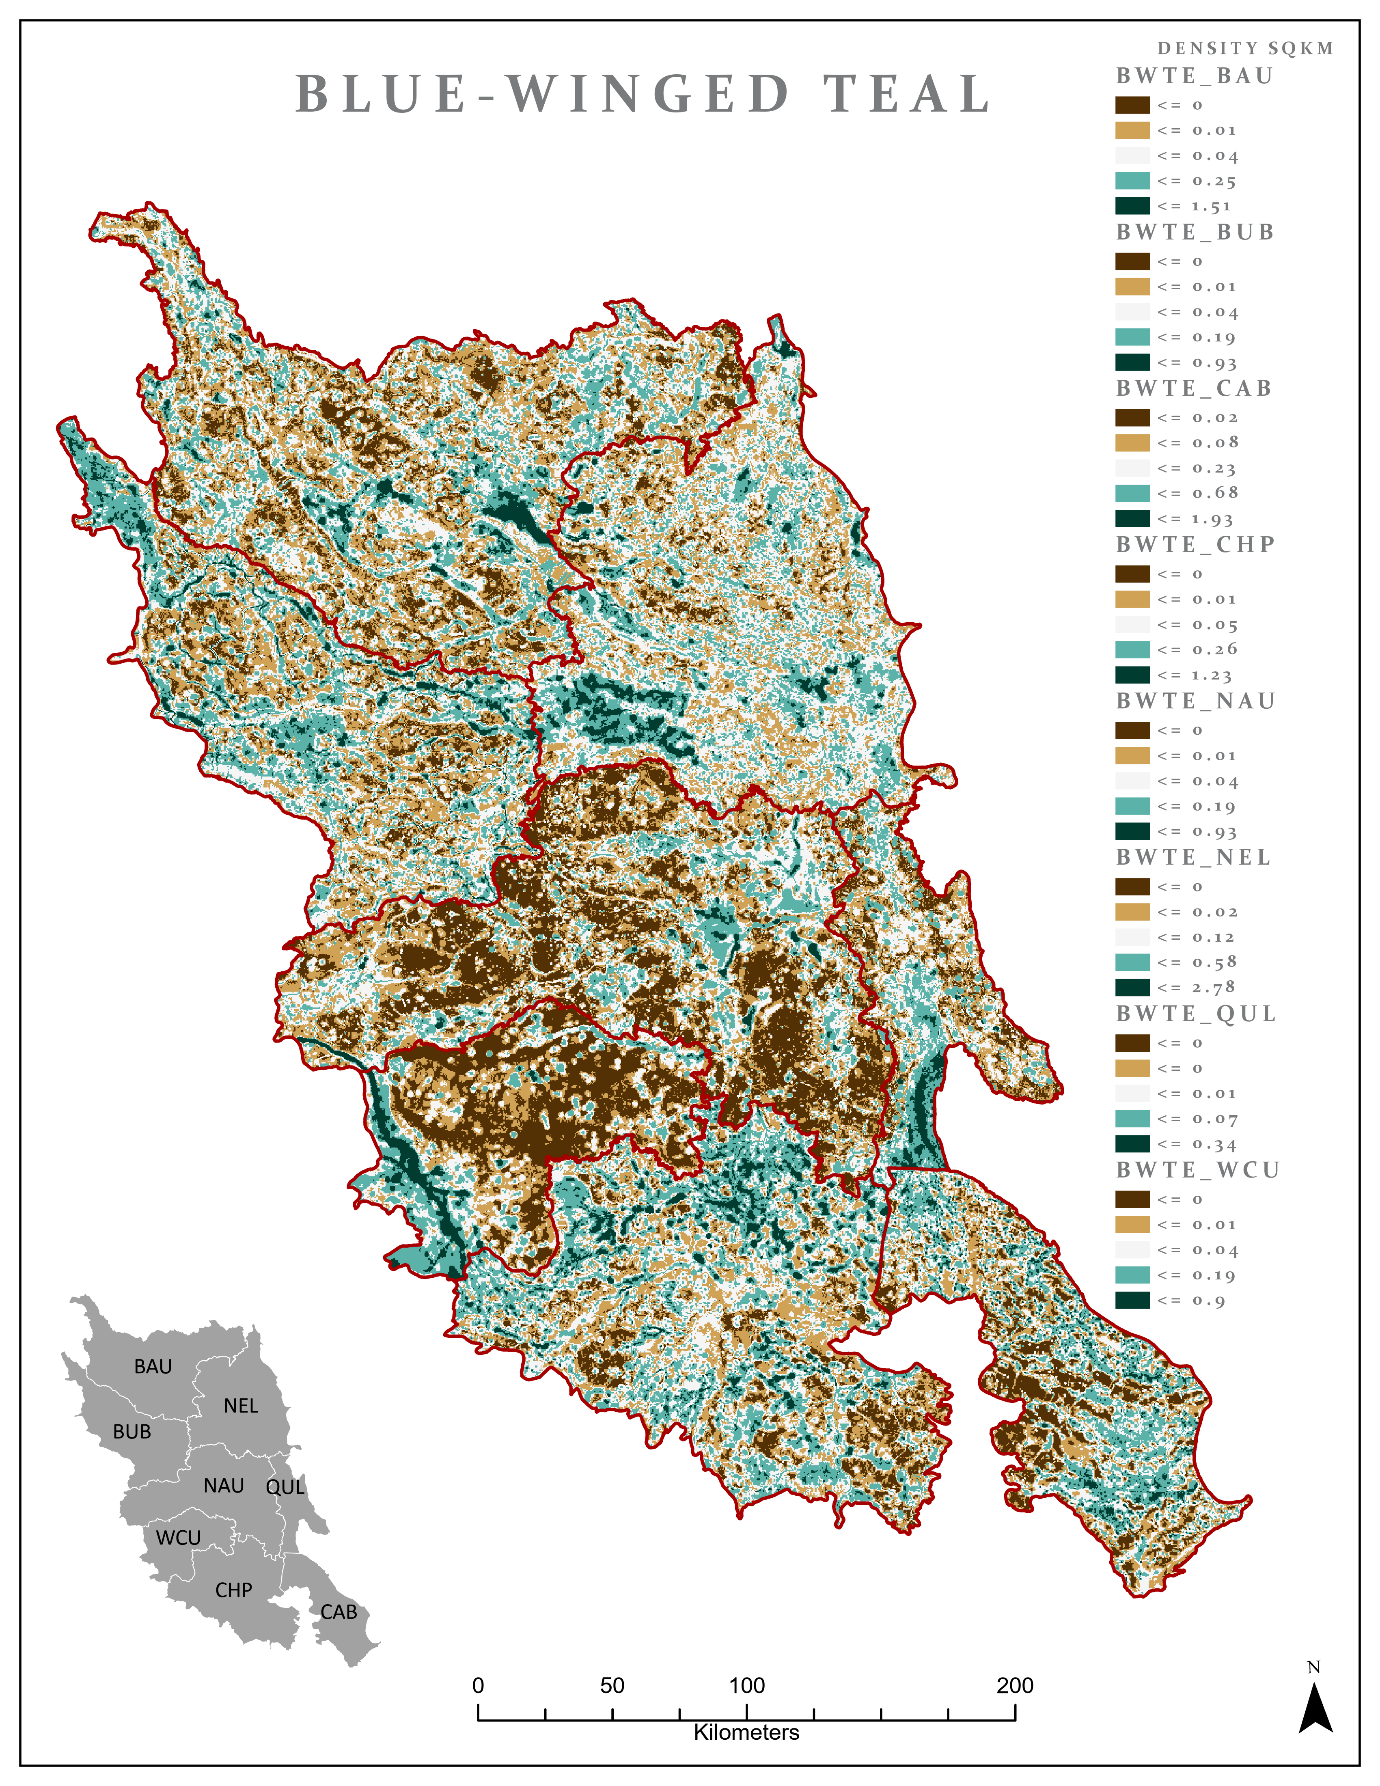 DENSITY SQKM
BLUE-WINGED TEAL
BWTE_BAU
<= 0
<= 0.01
<= 0.04
<= 0.25
<= 1.51
BWTE_BUB
<= 0
<= 0.01
<= 0.04
<= 0.19
<= 0.93
BWTE_CAB
<= 0.02
<= 0.08
<= 0.23
<= 0.68
<= 1.93
BWTE_CHP
<= 0
<= 0.01
<= 0.05
<= 0.26
<= 1.23
BWTE_NAU
<= 0
<= 0.01
<= 0.04
<= 0.19
<= 0.93
BWTE_NEL
<= 0
<= 0.02
<= 0.12
<= 0.58
<= 2.78
BWTE_QUL
<= 0
<= 0
<= 0.01
<= 0.07
<= 0.34
BWTE_WCU
<= 0
<= 0.01
<= 0.04
<= 0.19
<= 0.9
BAU
NEL
BUB
NAU
QUL
WCU
CHP
CAB
0 50 100 200
Kilometers
N